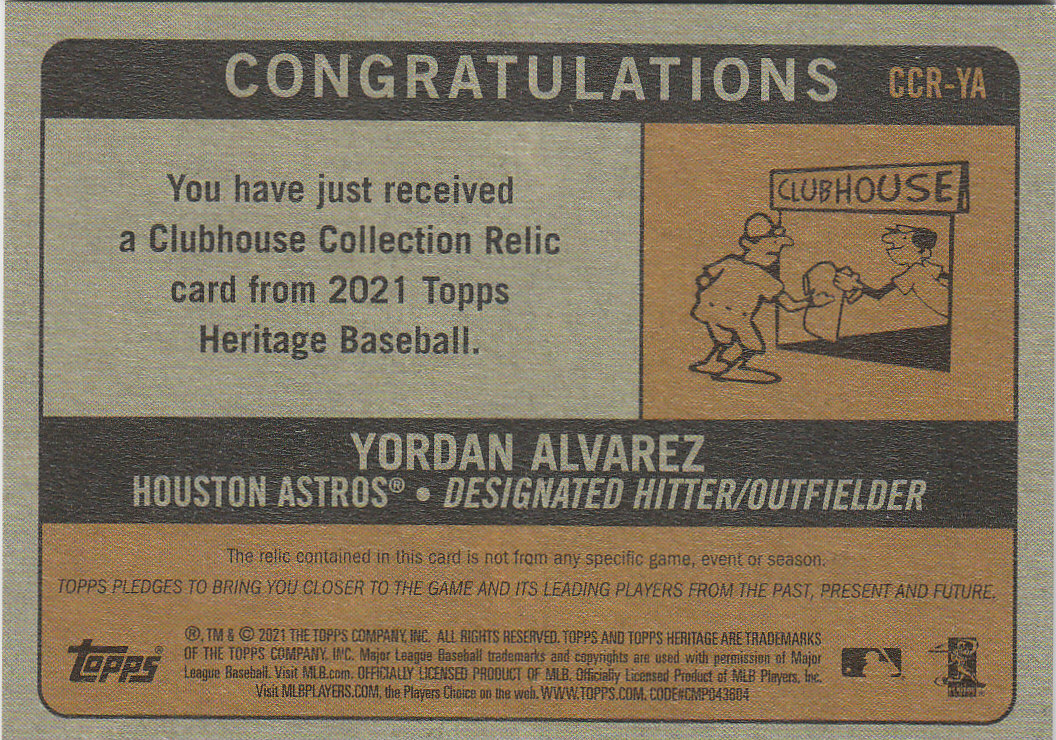 CONGRATULATIONS CCR-YA
You have just received
a Clubhouse Collection Relic
card from 2021 Topps
Heritage Baseball.
CLUBHOUSE
YORDAN ALVAREZ
HOUSTON ASTROS® • DESIGNATED HITTER/OUTFIELDER
The relic contained in this card is not from any specific game, event or season.
TOPPS PLEDGES TO BRING YOU CLOSER TO THE GAME AND ITS LEADING PLAYERS FROM THE PAST, PRESENT AND FUTURE.
topps®
®, TM & © 2021 THE TOPPS COMPANY, INC. ALL RIGHTS RESERVED. TOPPS AND TOPPS HERITAGE ARE TRADEMARKS
OF THE TOPPS COMPANY, INC. Major League Baseball trademarks and copyrights are used with permission of Major
League Baseball. Visit MLB.com. OFFICIALLY LICENSED PRODUCT OF MLB. Officially Licensed Product of MLB Players, Inc.
Visit MLBPLAYERS.COM, the Players Choice on the web. WWW.TOPPS.COM. CODE#CMP043604